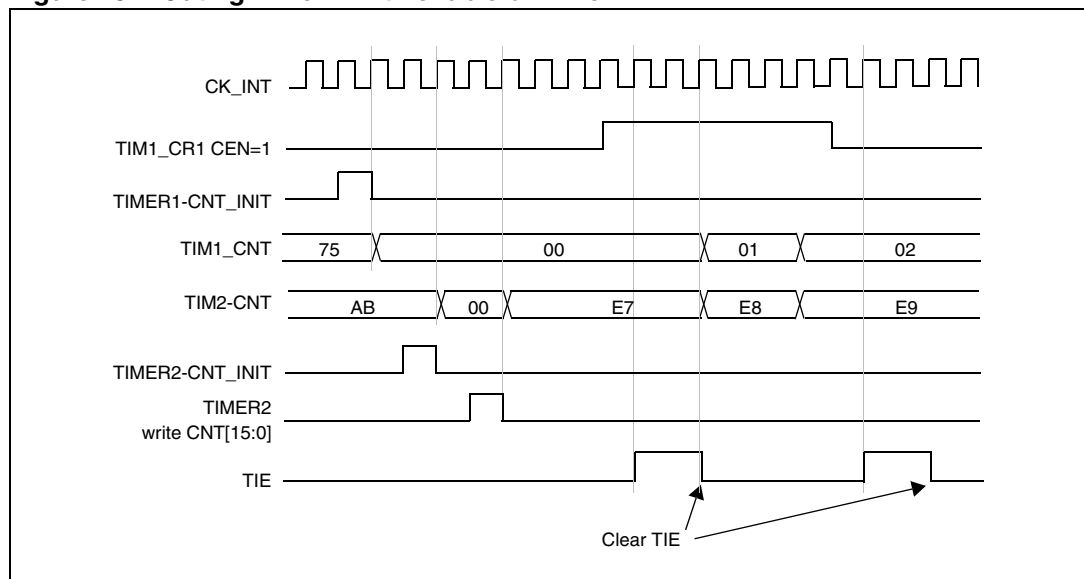 CK_INT
TIM1_CR1 CEN=1
TIMER1-CNT_INIT
TIM1_CNT 75 00 01 02
TIM2-CNT AB 00 E7 E8 E9
TIMER2-CNT_INIT
TIMER2
write CNT[15:0]
TIE
Clear TIE